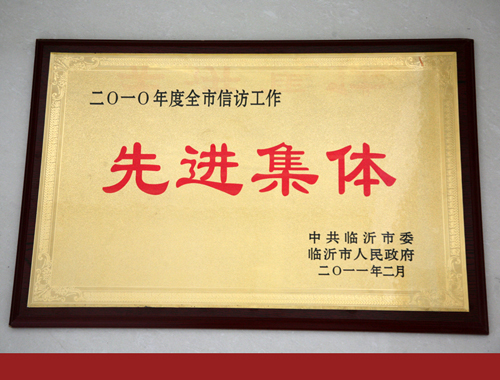 二〇一〇年度全市信访工作
先进集体
中共临沂市委
临沂市人民政府
二〇一一年二月